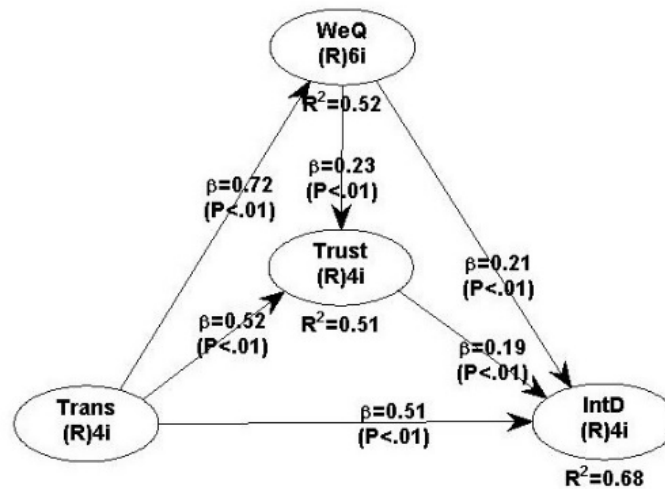 WeQ
(R)6i
R²=0.52
β=0.72
(P<.01)
β=0.23
(P<.01)
Trust
(R)4i
R²=0.51
β=0.21
(P<.01)
β=0.52
(P<.01)
β=0.19
(P<.01)
Trans
(R)4i
β=0.51
(P<.01)
IntD
(R)4i
R²=0.68